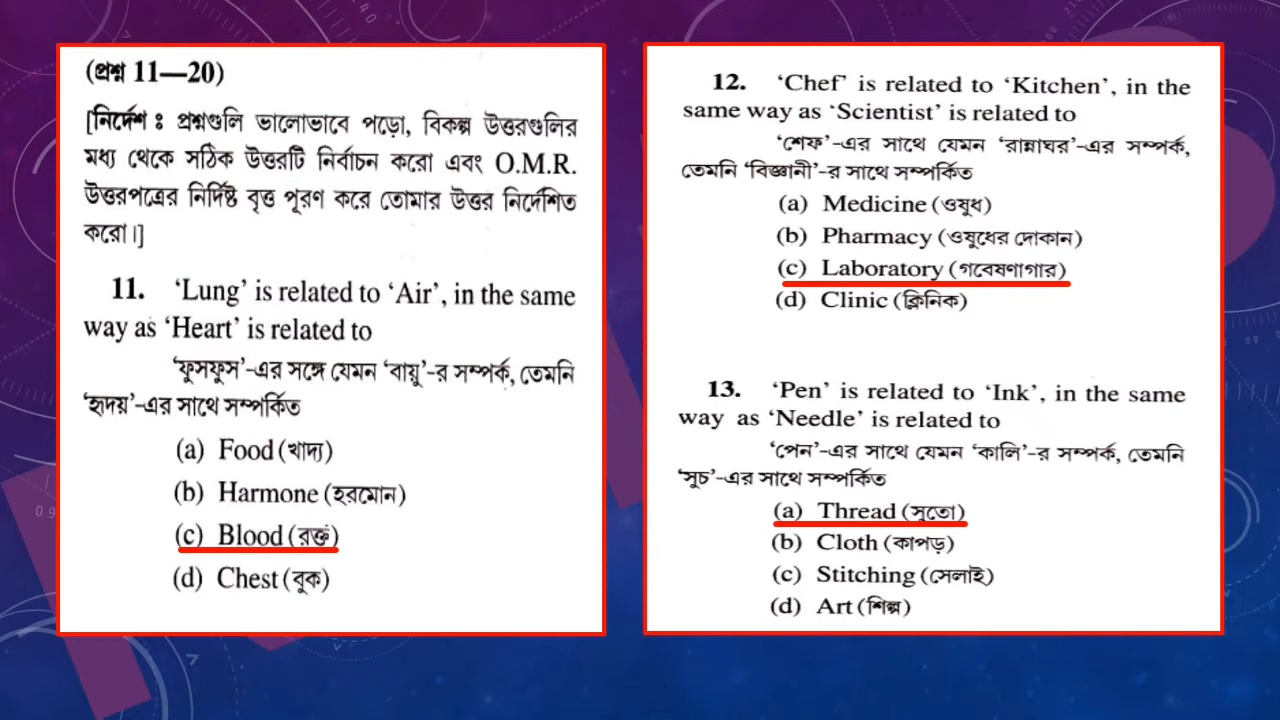 (প্রশ্ন 11—20)
[নির্দেশ : প্রশ্নগুলি ভালোভাবে পড়ো, বিকল্প উত্তরগুলির
মধ্য থেকে সঠিক উত্তরটি নির্বাচন করো এবং O.M.R.
উত্তরপত্রের নির্দিষ্ট বৃত্ত পূরণ করে তোমার উত্তর নির্দেশিত
করো।]
11. ‘Lung’ is related to ‘Air’, in the same
way as ‘Heart’ is related to
‘ফুসফুস’-এর সঙ্গে যেমন ‘বায়ু’-র সম্পর্ক, তেমনি
‘হৃদয়’-এর সাথে সম্পর্কিত
(a) Food (খাদ্য)
(b) Harmone (হরমোন)
(c) Blood (রক্ত)
(d) Chest (বুক)
12. ‘Chef’ is related to ‘Kitchen’, in the
same way as ‘Scientist’ is related to
‘শেফ’-এর সাথে যেমন ‘রান্নাঘর’-এর সম্পর্ক,
তেমনি ‘বিজ্ঞানী’-র সাথে সম্পর্কিত
(a) Medicine (ওষুধ)
(b) Pharmacy (ওষুধের দোকান)
(c) Laboratory (গবেষণাগার)
(d) Clinic (ক্লিনিক)
13. ‘Pen’ is related to ‘Ink’, in the same
way as ‘Needle’ is related to
‘পেন’-এর সাথে যেমন ‘কালি’-র সম্পর্ক, তেমনি
‘সুচ’-এর সাথে সম্পর্কিত
(a) Thread (সুতো)
(b) Cloth (কাপড়)
(c) Stitching (সেলাই)
(d) Art (শিল্প)